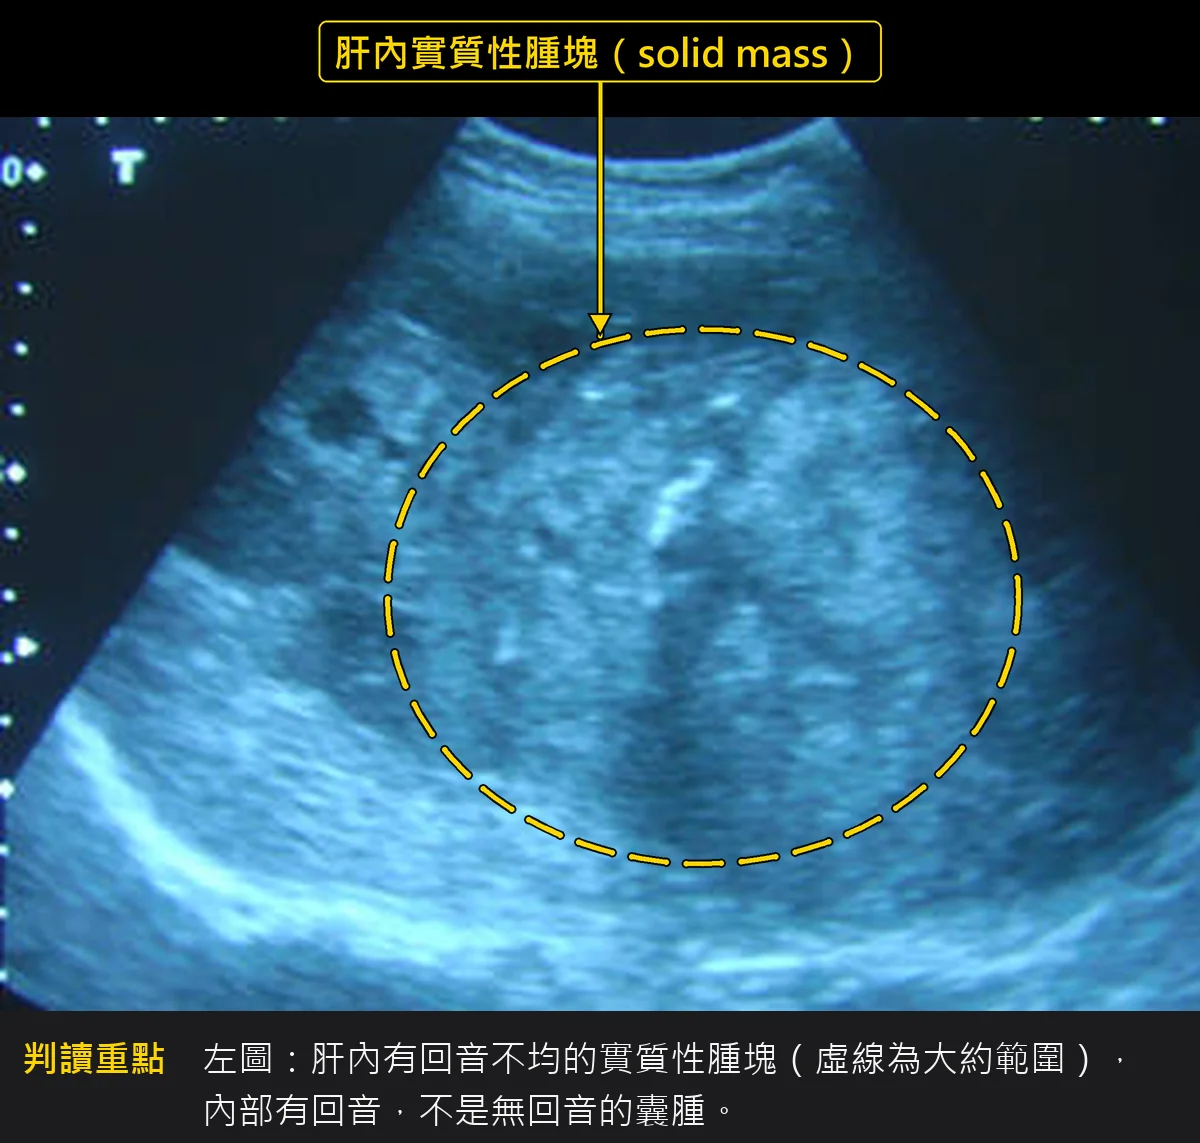 肝內實質性腫塊（solid mass）
0
T
判讀重點
左圖：肝內有回音不均的實質性腫塊（虛線為大約範圍），
內部有回音，不是無回音的囊腫。